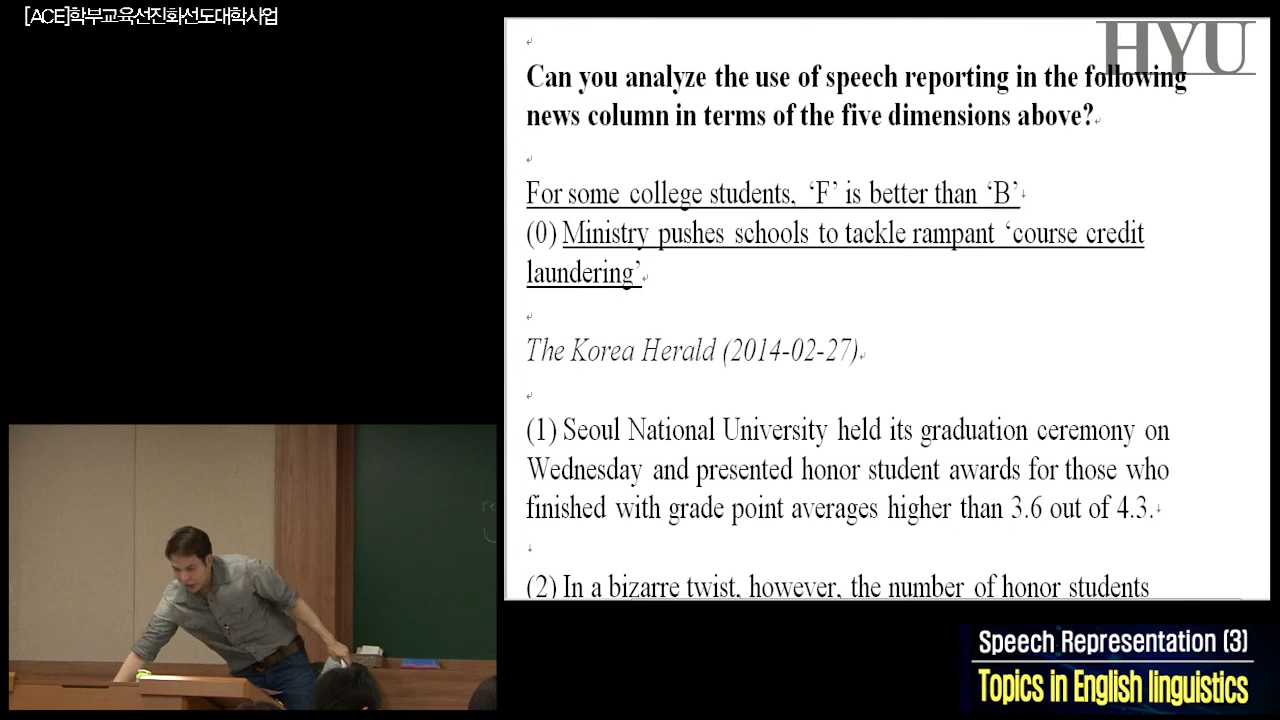 [ACE]학부교육선진화선도대학사업
HYU
Can you analyze the use of speech reporting in the following
news column in terms of the five dimensions above?
For some college students, ‘F’ is better than ‘B’
(0) Ministry pushes schools to tackle rampant ‘course credit
laundering’
The Korea Herald (2014-02-27)
(1) Seoul National University held its graduation ceremony on
Wednesday and presented honor student awards for those who
finished with grade point averages higher than 3.6 out of 4.3.
(2) In a bizarre twist, however, the number of honor students
Speech Representation (3)
Topics in English linguistics